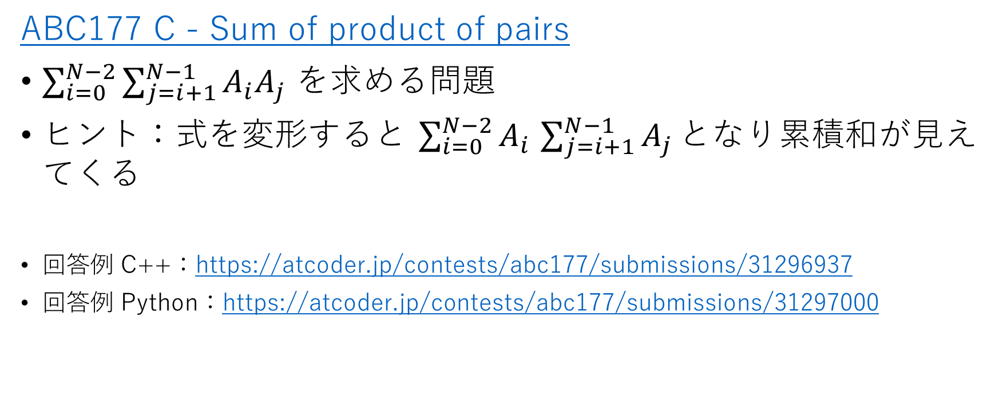 ABC177 C - Sum of product of pairs
• $\sum_{i=0}^{N-2} \sum_{j=i+1}^{N-1} A_i A_j$ を求める問題
• ヒント：式を変形すると $\sum_{i=0}^{N-2} A_i \sum_{j=i+1}^{N-1} A_j$ となり累積和が見え
てくる
• 回答例 C++：https://atcoder.jp/contests/abc177/submissions/31296937
• 回答例 Python：https://atcoder.jp/contests/abc177/submissions/31297000